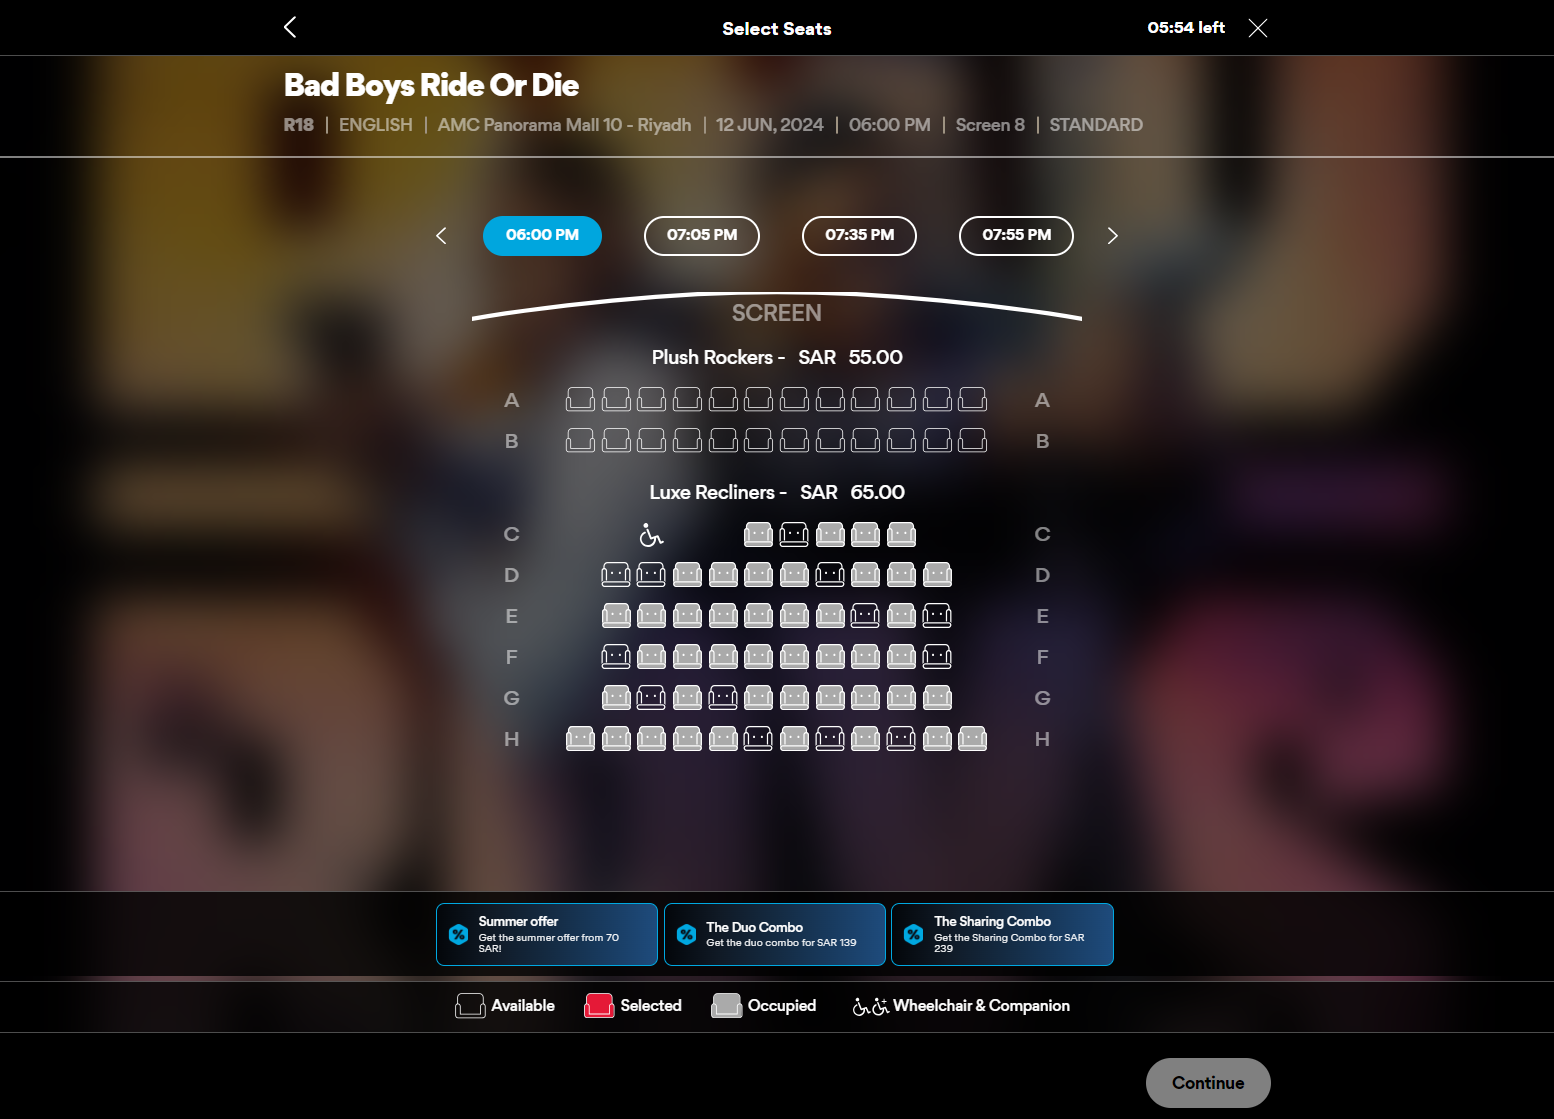 Select Seats
05:54 left
Bad Boys Ride Or Die
R18 | ENGLISH | AMC Panorama Mall 10 - Riyadh | 12 JUN, 2024 | 06:00 PM | Screen 8 | STANDARD
06:00 PM 07:05 PM 07:35 PM 07:55 PM
SCREEN
Plush Rockers - SAR 55.00
A A
B B
Luxe Recliners - SAR 65.00
C C
D D
E E
F F
G G
H H
Summer offer
Get the summer offer from 70
SAR!
The Duo Combo
Get the duo combo for SAR 139
The Sharing Combo
Get the Sharing Combo for SAR
239
Available Selected Occupied Wheelchair & Companion
Continue